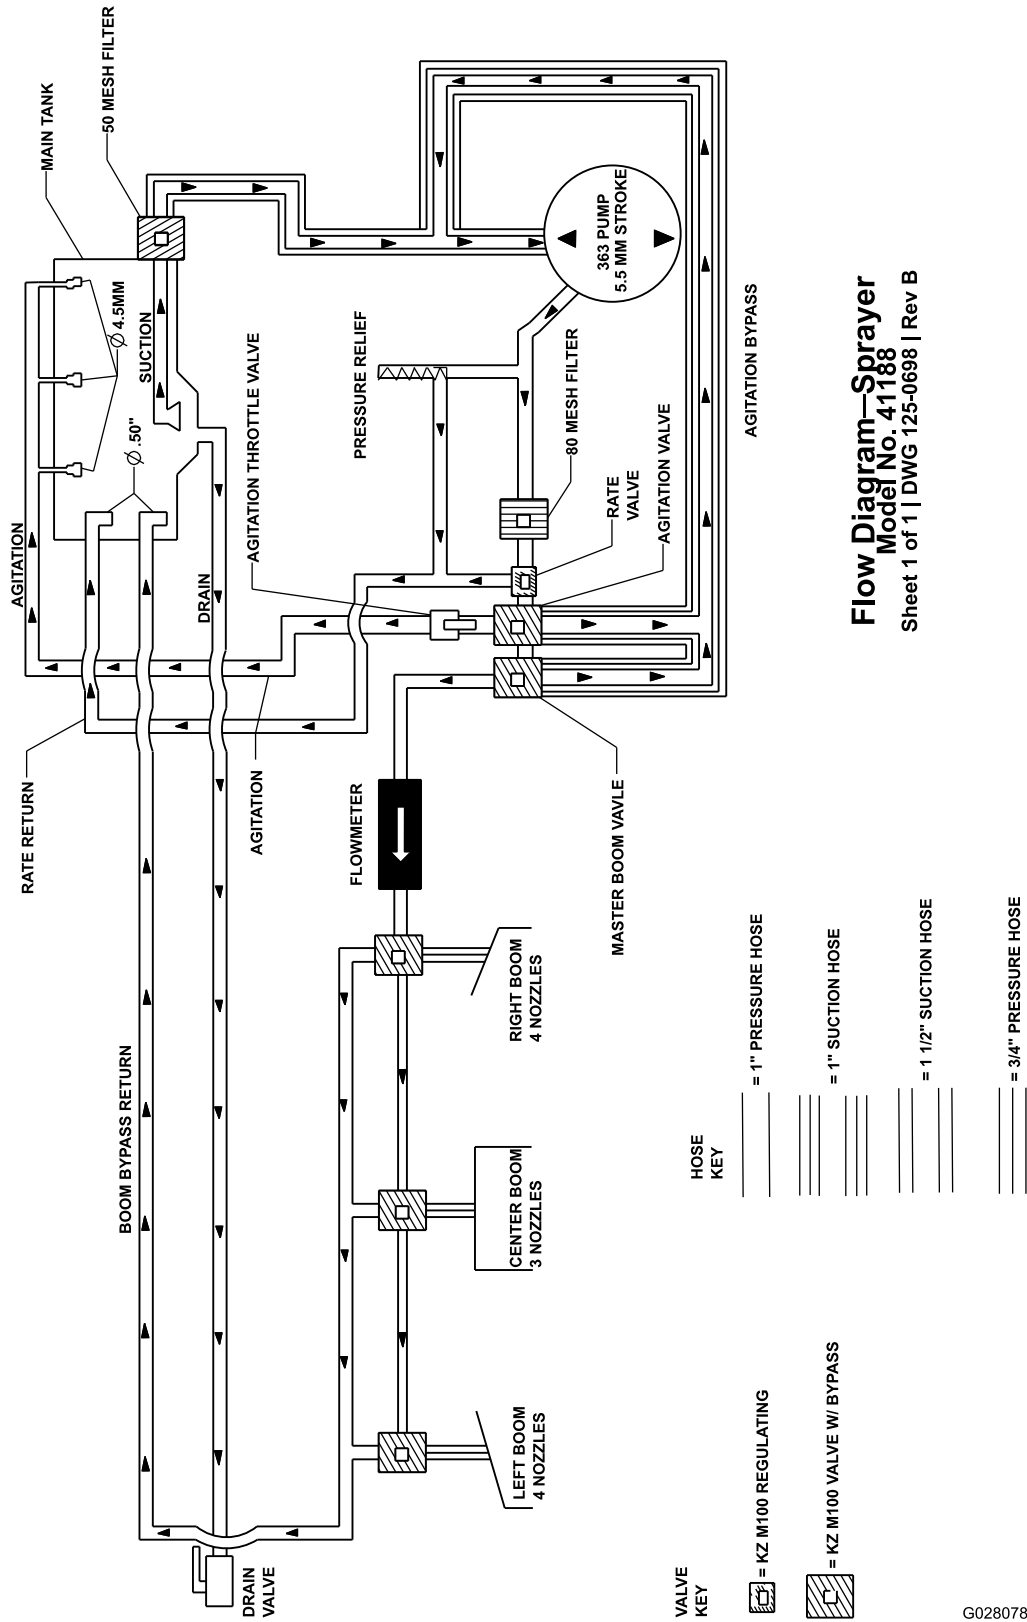 MAIN TANK
50 MESH FILTER
AGITATION
4.5MM
SUCTION
.50"
DRAIN
AGITATION THROTTLE VALVE
PRESSURE RELIEF
363 PUMP
5.5 MM STROKE
80 MESH FILTER
RATE
VALVE
AGITATION VALVE
AGITATION BYPASS
RATE RETURN
AGITATION
FLOWMETER
MASTER BOOM VAVLE
BOOM BYPASS RETURN
RIGHT BOOM
4 NOZZLES
CENTER BOOM
3 NOZZLES
LEFT BOOM
4 NOZZLES
DRAIN
VALVE
Flow Diagram—Sprayer
Model No. 41188
Sheet 1 of 1 | DWG 125-0698 | Rev B
HOSE
KEY
= 1" PRESSURE HOSE
= 1" SUCTION HOSE
= 1 1/2" SUCTION HOSE
= 3/4" PRESSURE HOSE
VALVE
KEY
= KZ M100 REGULATING
= KZ M100 VALVE W/ BYPASS
G028078